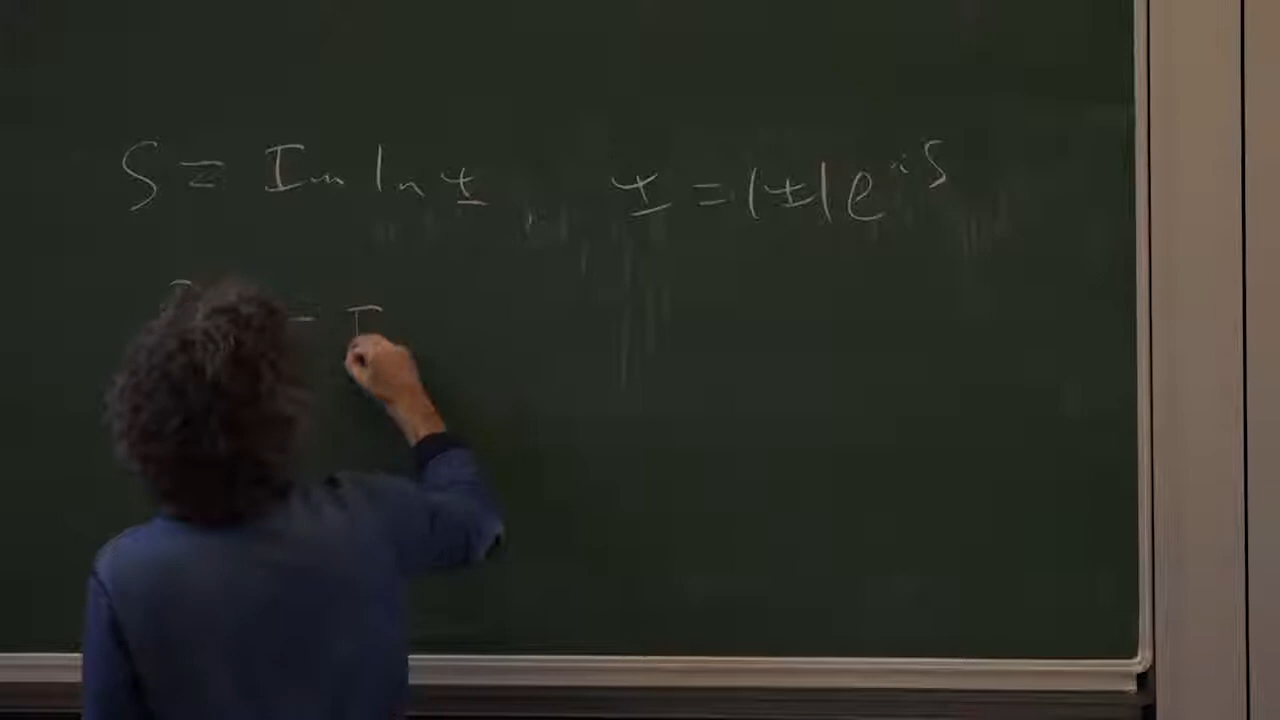 S = Im ln Ψ Ψ = |Ψ| e^{iS}
= I